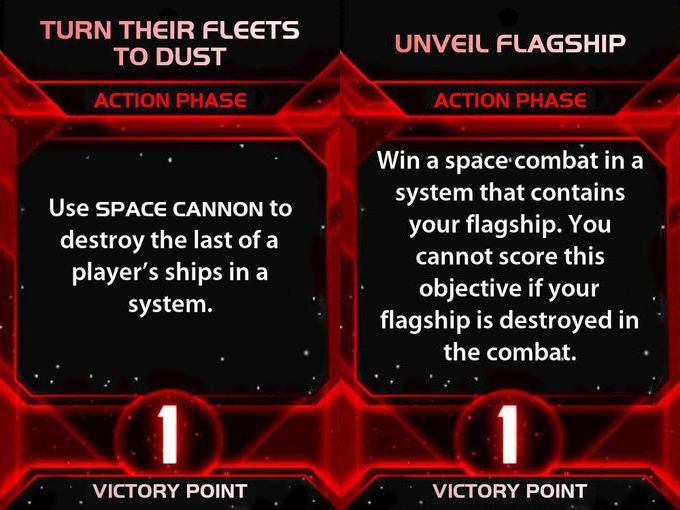 TURN THEIR FLEETS
TO DUST
ACTION PHASE
Use SPACE CANNON to
destroy the last of a
player's ships in a
system.
1
VICTORY POINT
UNVEIL FLAGSHIP
ACTION PHASE
Win a space combat in a
system that contains
your flagship. You
cannot score this
objective if your
flagship is destroyed in
the combat.
1
VICTORY POINT